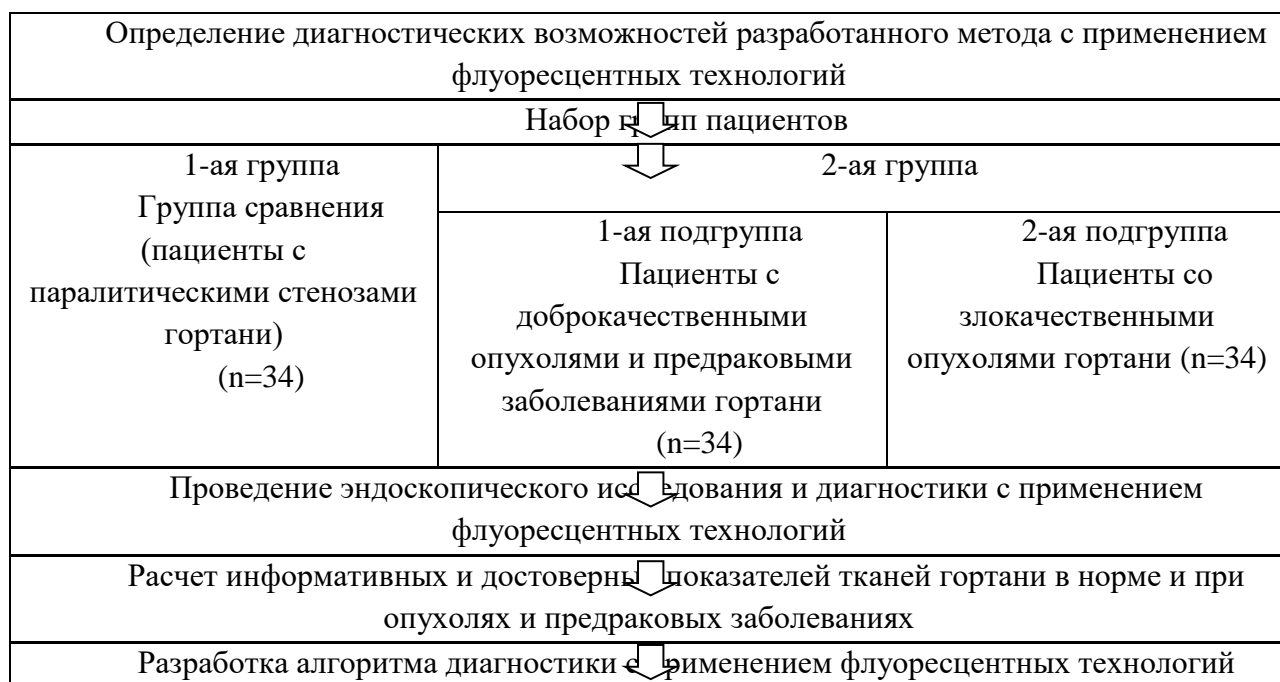 Определение диагностических возможностей разработанного метода с применением
флуоресцентных технологий
Набор групп пациентов
1-ая группа
Группа сравнения
(пациенты с
паралитическими стенозами
гортани)
(n=34)
2-ая группа
1-ая подгруппа
Пациенты с
доброкачественными
опухолями и предраковыми
заболеваниями гортани
(n=34)
2-ая подгруппа
Пациенты со
злокачественными
опухолями гортани (n=34)
Проведение эндоскопического исследования и диагностики с применением
флуоресцентных технологий
Расчет информативных и достоверных показателей тканей гортани в норме и при
опухолях и предраковых заболеваниях
Разработка алгоритма диагностики с применением флуоресцентных технологий